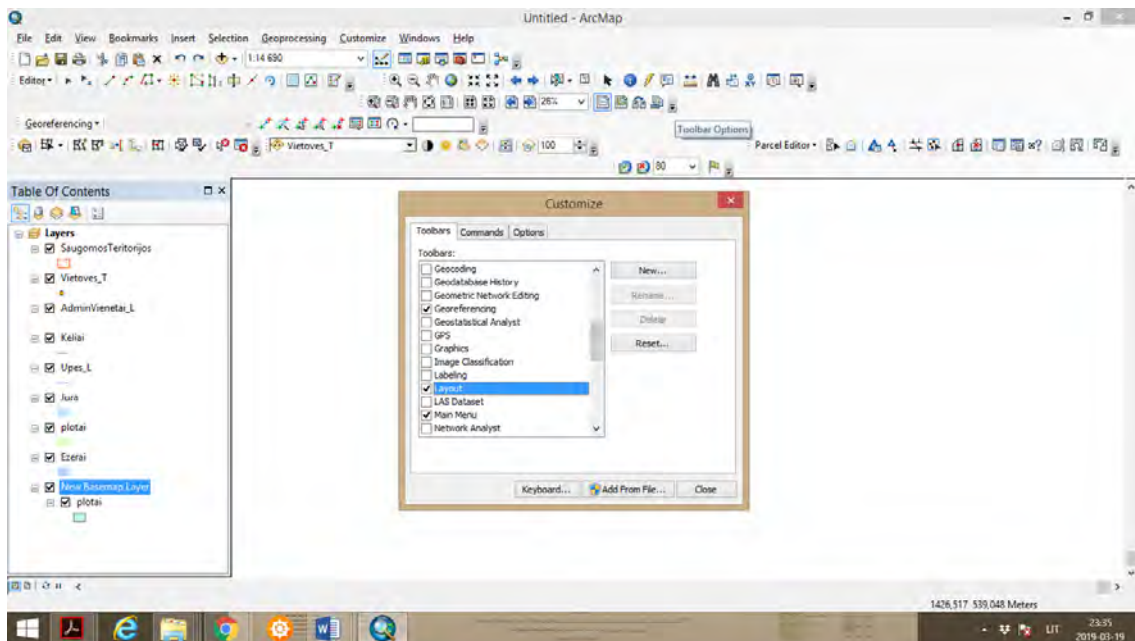 Untitled - ArcMap
File Edit View Bookmarks Insert Selection Geoprocessing Customize Windows Help
1:14 690
Editor
26%
Georeferencing
Toolbar Options
Vietoves_T
100
Parcel Editor
80
Table Of Contents
Layers
SaugomosTeritorijos
Vietoves_T
AdminVienetai_L
Keliai
Upes_L
Jura
plotai
Ezerai
New Basemap Layer
plotai
Customize
Toolbars Commands Options
Toolbars:
Geocoding
Geodatabase History
Geometric Network Editing
Georeferencing
Geostatistical Analyst
GPS
Graphics
Image Classification
Labeling
Layout
LAS Dataset
Main Menu
Network Analyst
New...
Rename...
Delete
Reset...
Keyboard... Add From File... Close
1426,517 539,048 Meters
LIT
23:35
2019-03-19